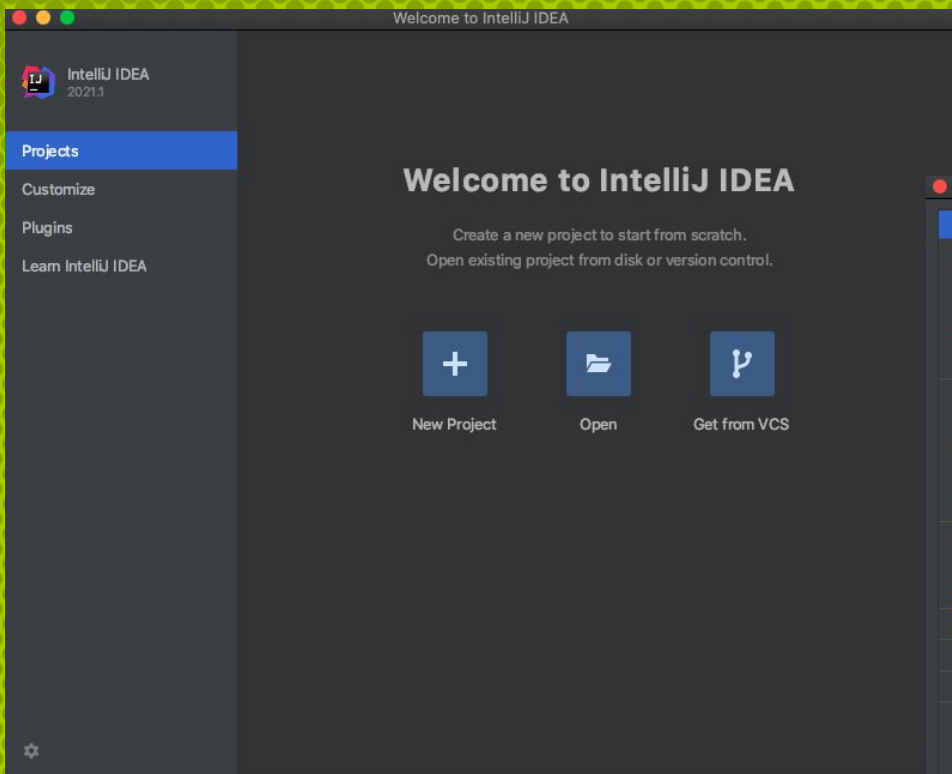 Welcome to IntelliJ IDEA
IJ
IntelliJ IDEA
2021.1
Projects
Customize
Plugins
Learn IntelliJ IDEA
Welcome to IntelliJ IDEA
Create a new project to start from scratch.
Open existing project from disk or version control.
New Project
Open
Get from VCS